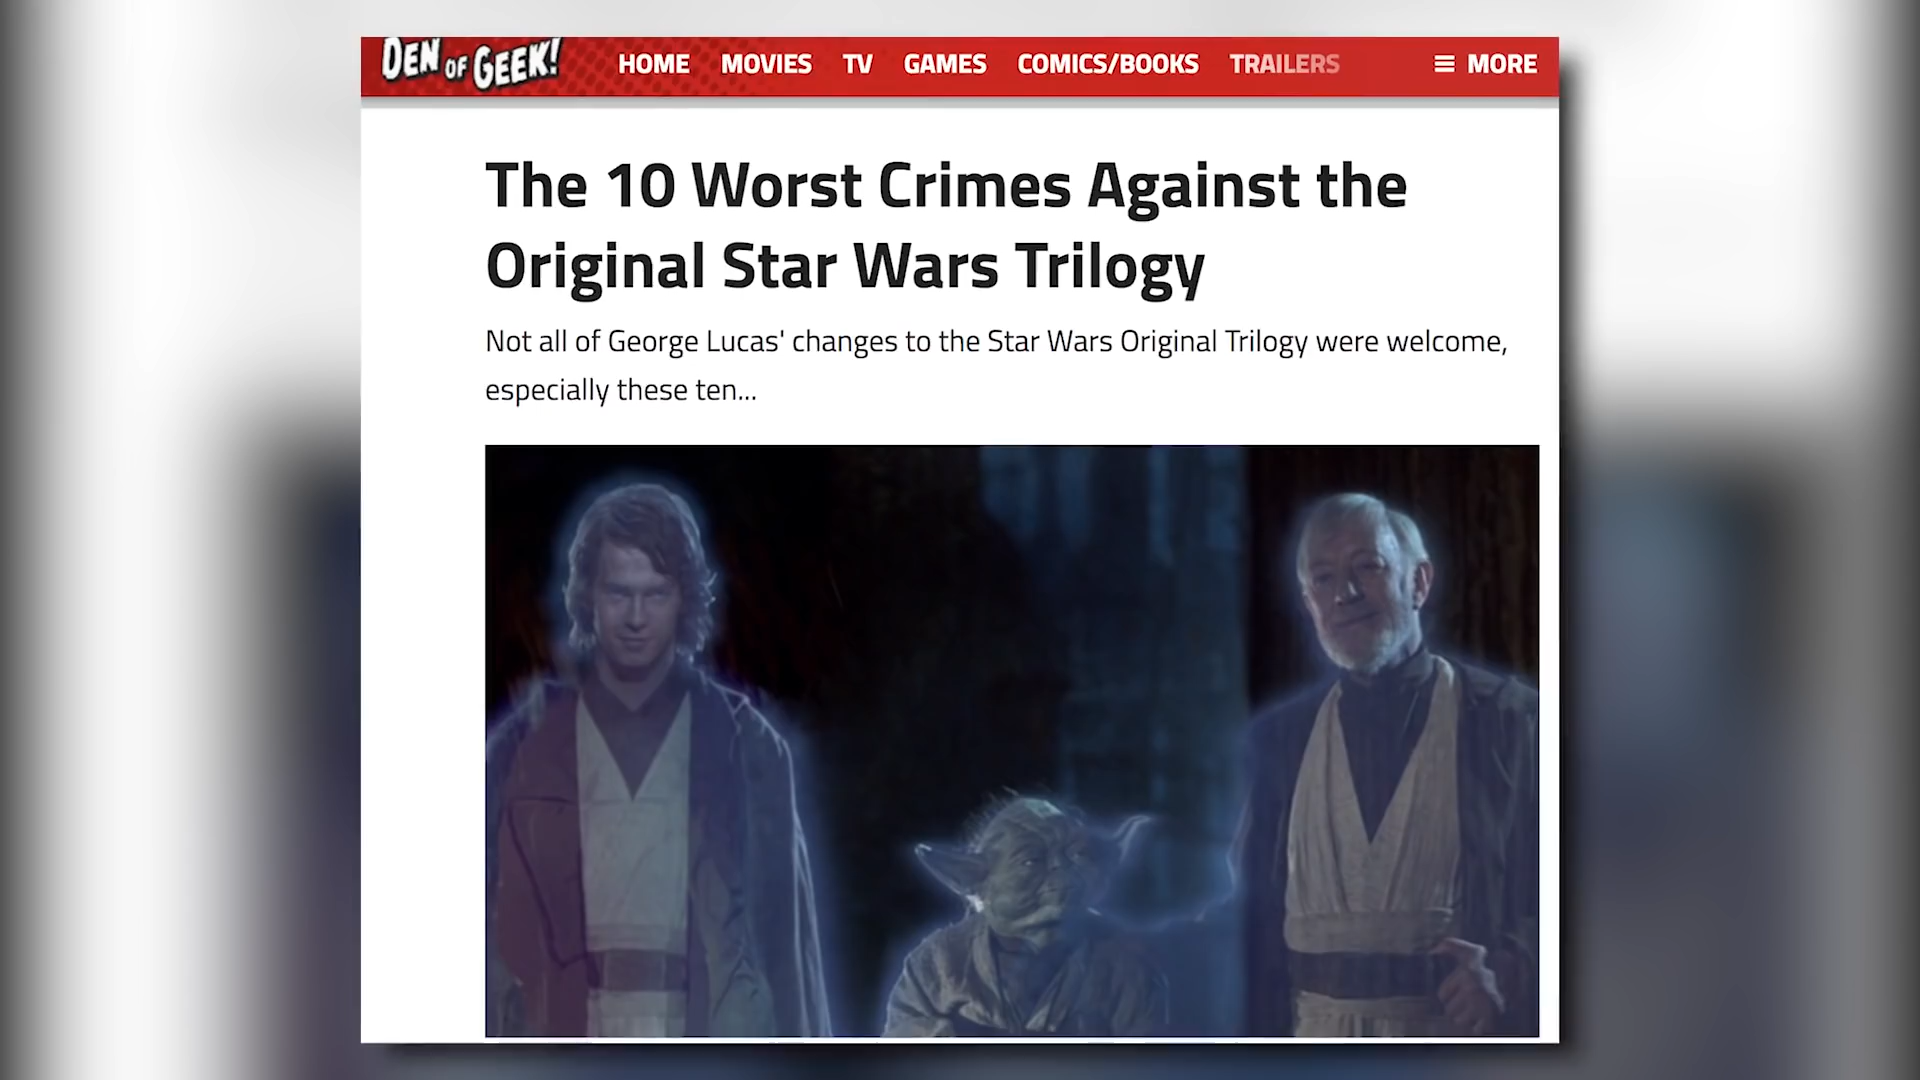 DEN OF GEEK! HOME MOVIES TV GAMES COMICS/BOOKS TRAILERS ≡ MORE
The 10 Worst Crimes Against the
Original Star Wars Trilogy
Not all of George Lucas' changes to the Star Wars Original Trilogy were welcome,
especially these ten...